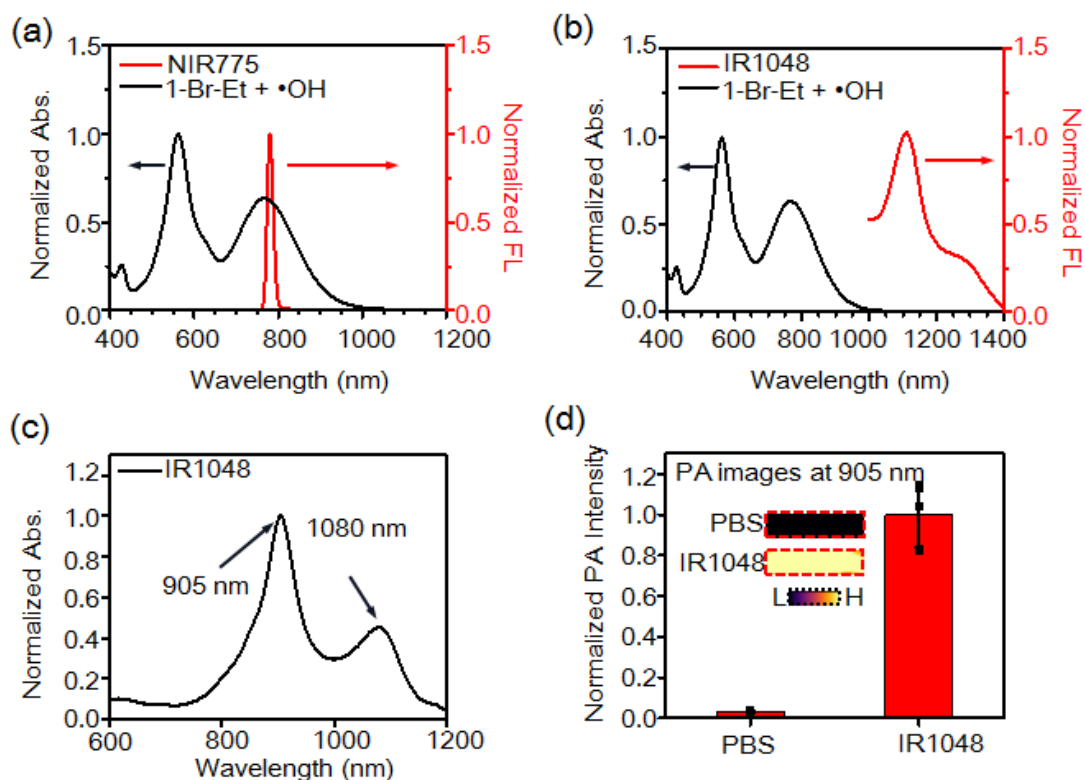 (a)
NIR775
1-Br-Et + •OH
Normalized Abs.
Normalized FL
1.5
1.0
0.5
0.0
1.5
1.0
0.5
0.0
400 600 800 1000 1200
Wavelength (nm)
(b)
IR1048
1-Br-Et + •OH
Normalized Abs.
Normalized FL
1.5
1.0
0.5
0.0
1.5
1.0
0.5
0.0
400 600 800 1000 1200 1400
Wavelength (nm)
(c)
IR1048
Normalized Abs.
1.2
1.0
0.8
0.6
0.4
0.2
0.0
1080 nm
905 nm
600 800 1000 1200
Wavelength (nm)
(d)
Normalized PA Intensity
1.2
1.0
0.8
0.6
0.4
0.2
0.0
PA images at 905 nm
PBS
IR1048
L H
PBS IR1048